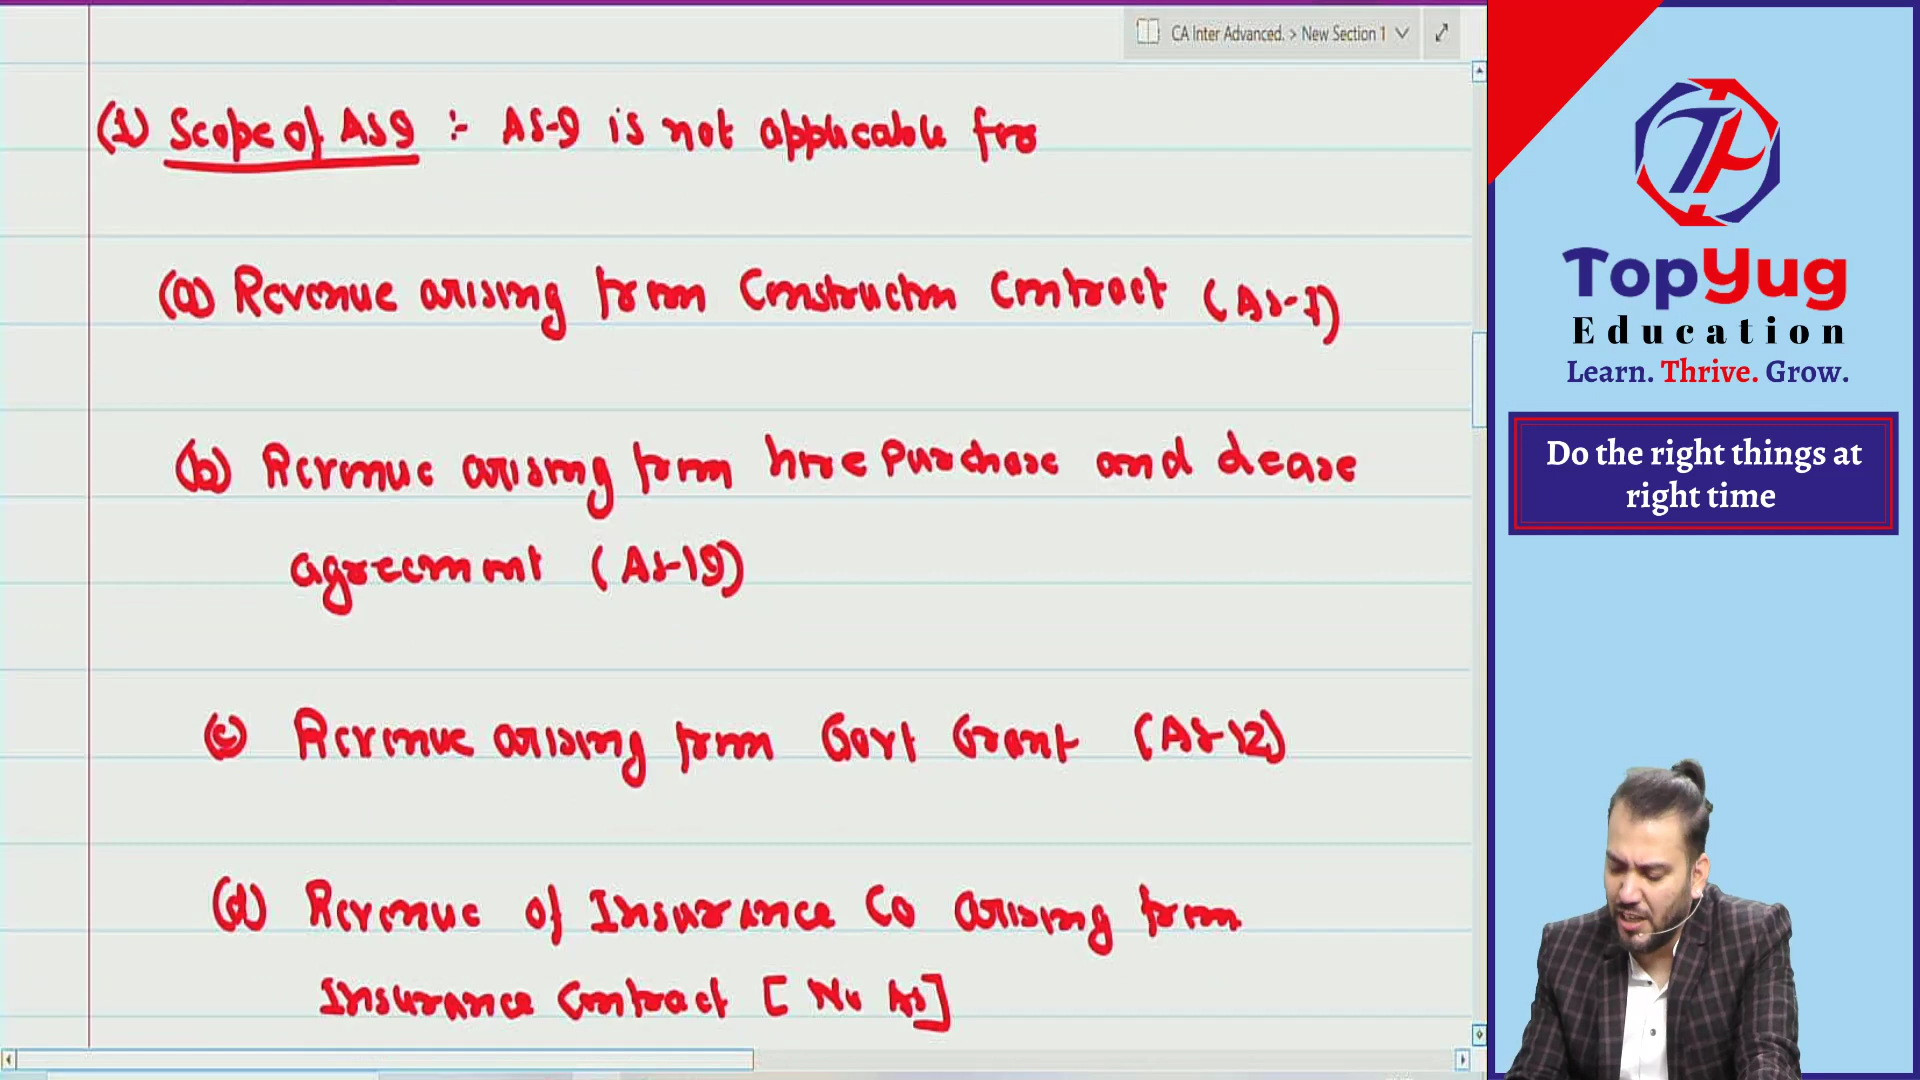 CA Inter Advanced. > New Section 1
(1) Scope of AS 9 :- AS-9 is not applicable for
(a) Revenue arising from Construction Contract (AS-7)
(b) Revenue arising from hire Purchase and Lease
agreement (AS-19)
(c) Revenue arising from Govt Grant (AS-12)
(d) Revenue of Insurance Co arising from
Insurance Contract [No AS]
TopYug
Education
Learn. Thrive. Grow.
Do the right things at
right time